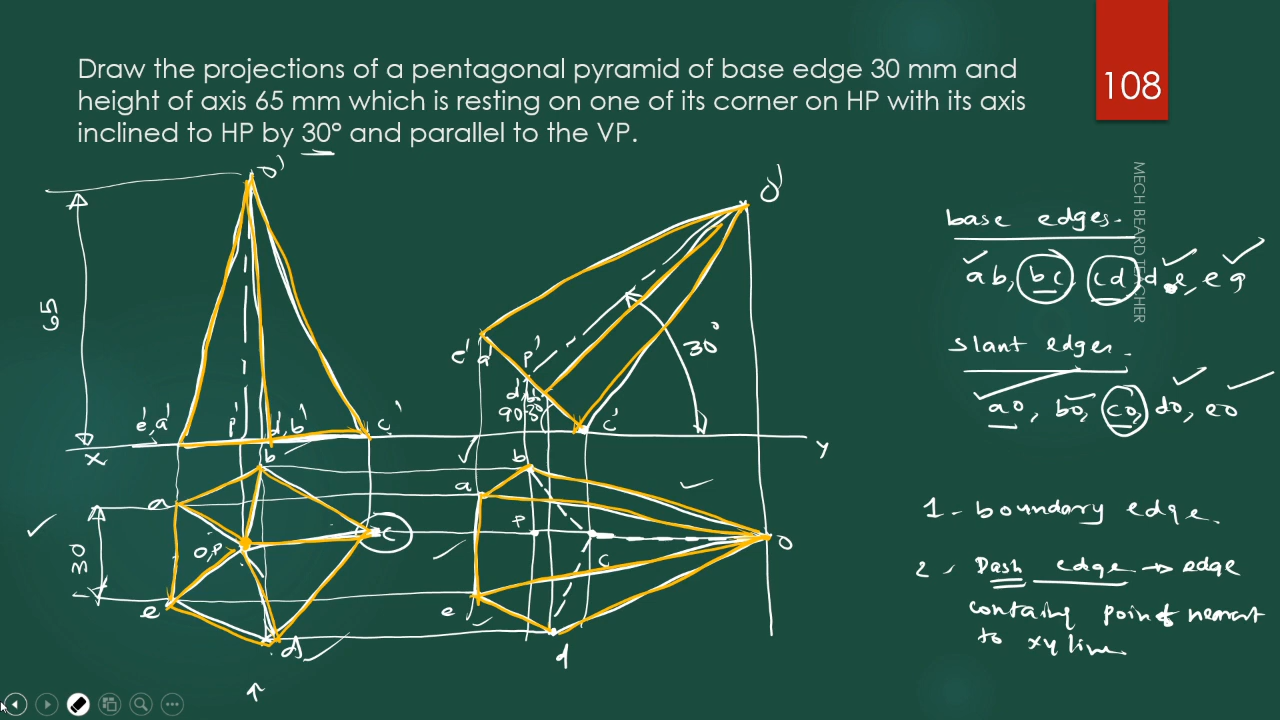 Draw the projections of a pentagonal pyramid of base edge 30 mm and
height of axis 65 mm which is resting on one of its corner on HP with its axis
inclined to HP by 30° and parallel to the VP.
108
MECH BEARD TEACHER
o'
O'
65
e', a'
p'
d', b'
c'
x
c' a'
p'
d', b'
90°
c'
30°
y
a
b
o, p
c
e
d
30
a
b
p
c
e
d
o
base edges.
ab, bc, cd, de, ea
slant edges.
ao, bo, co, do, eo
1 - boundary edge.
2, Dash edge → edge
containg point nearest
to xy line.